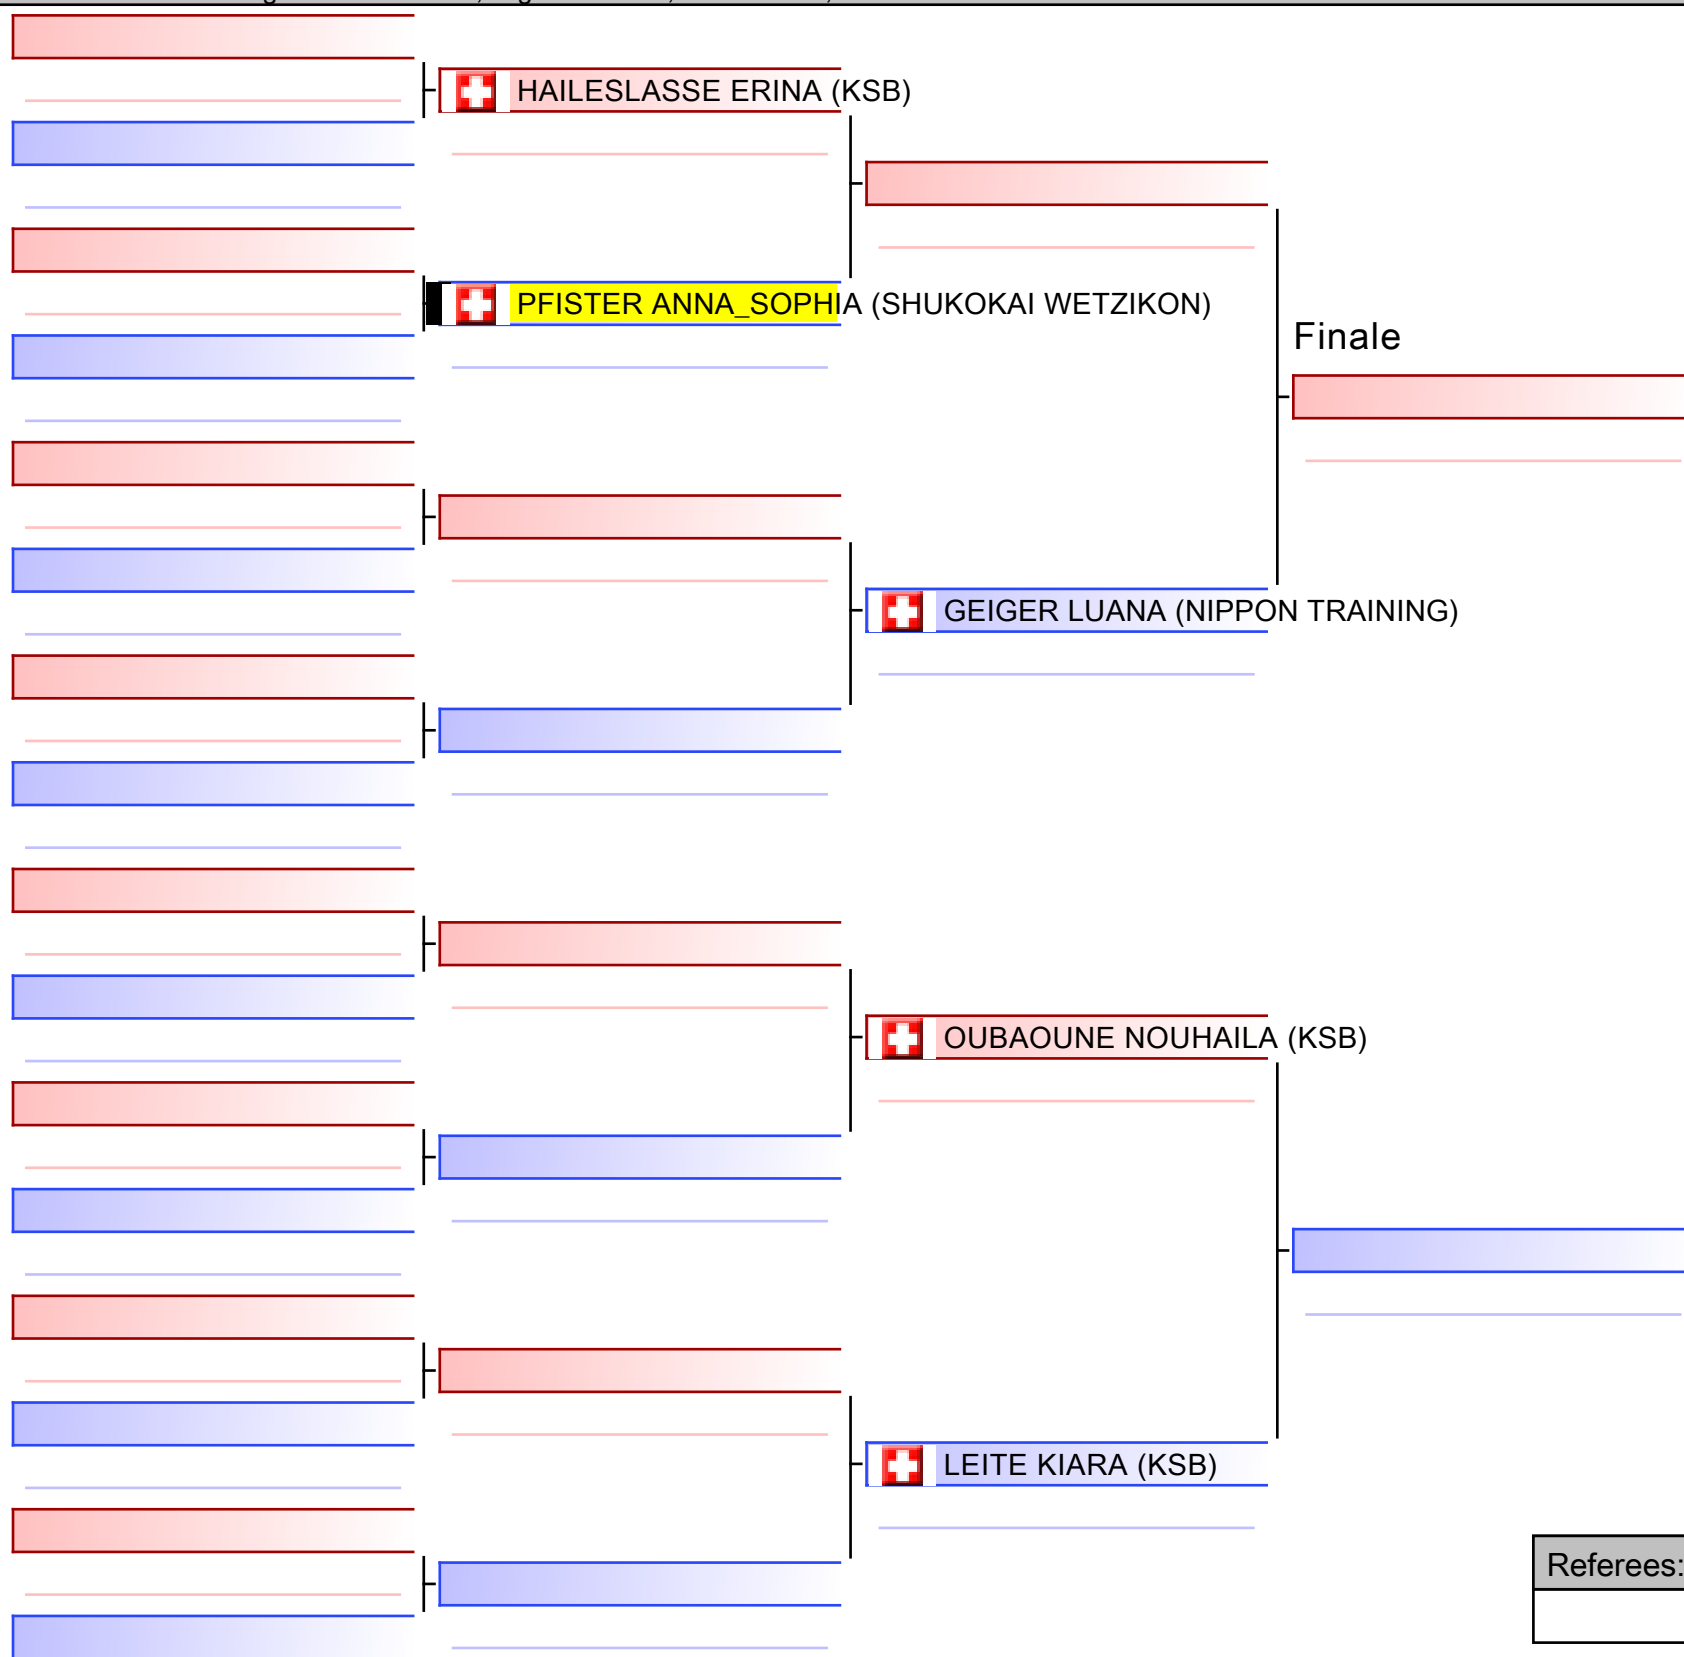 HAILESLASSE ERINA (KSB)
PFISTER ANNA_SOPHIA (SHUKOKAI WETZIKON)
Finale
GEIGER LUANA (NIPPON TRAINING)
OUBAOUNE NOUHAILA (KSB)
LEITE KIARA (KSB)
Referees: